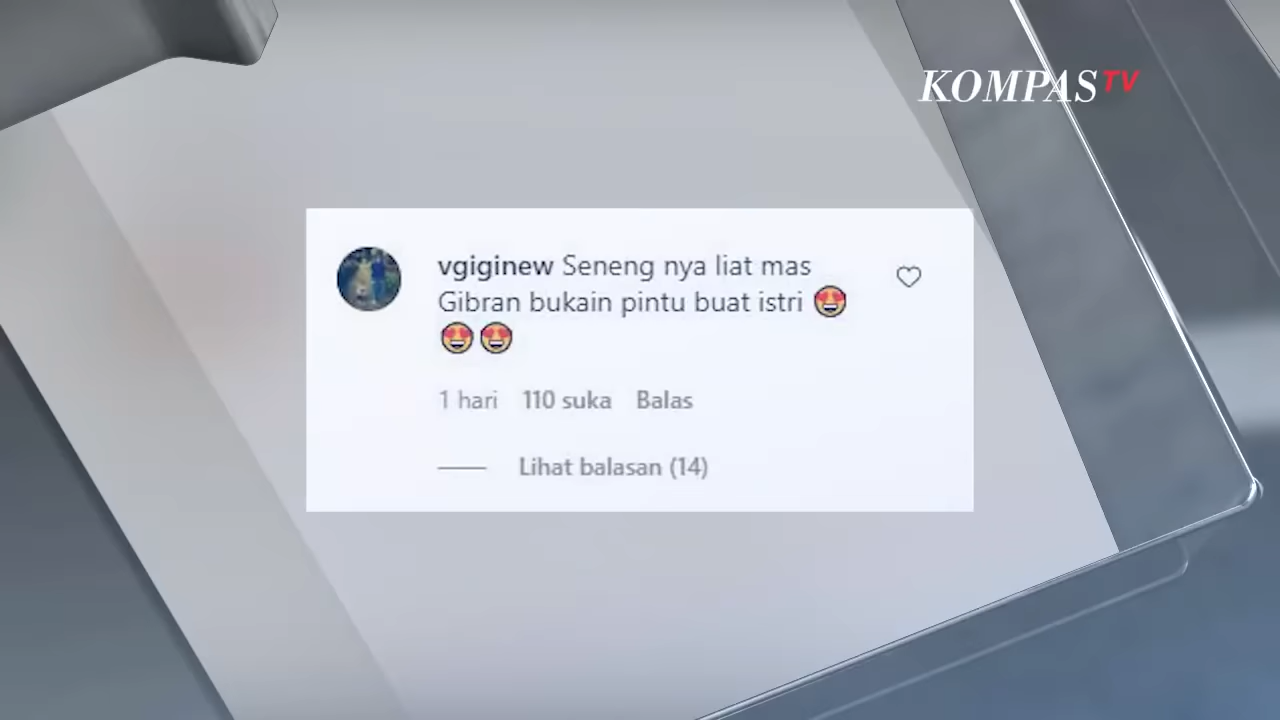 KOMPAS TV
vgiginew Seneng nya liat mas
Gibran bukain pintu buat istri 😍
😍😍
1 hari 110 suka Balas
Lihat balasan (14)